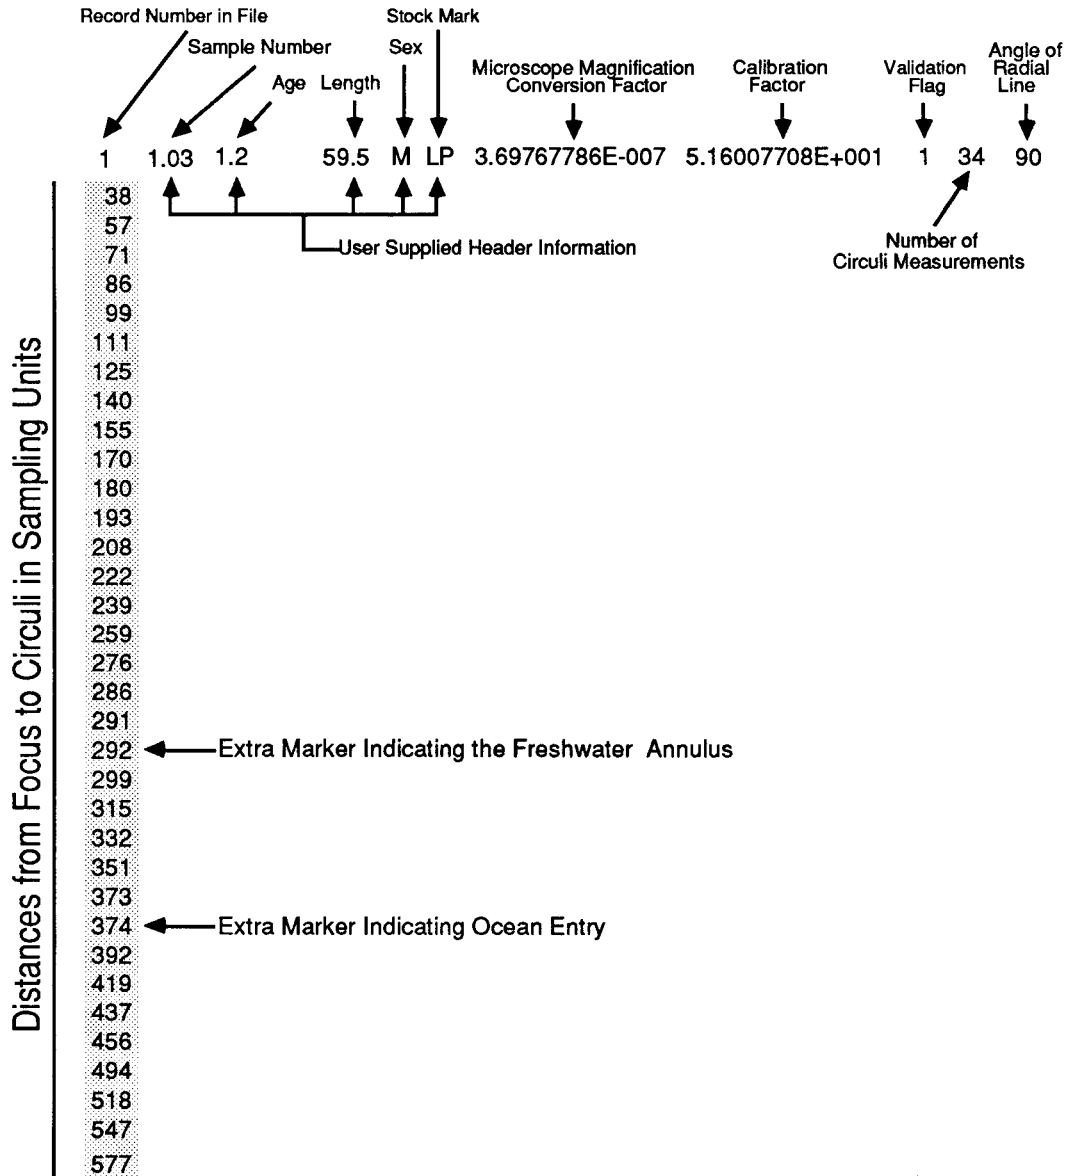 Record Number in File
Stock Mark
Sample Number
Sex
Age
Length
Microscope Magnification
Conversion Factor
Calibration
Factor
Validation
Flag
Angle of
Radial
Line
1 1.03 1.2 59.5 M LP 3.69767786E-007 5.16007708E+001 1 34 90
User Supplied Header Information
Number of
Circuli Measurements
Distances from Focus to Circuli in Sampling Units
38
57
71
86
99
111
125
140
155
170
180
193
208
222
239
259
276
286
291
292 Extra Marker Indicating the Freshwater Annulus
299
315
332
351
373
374 Extra Marker Indicating Ocean Entry
392
419
437
456
494
518
547
577